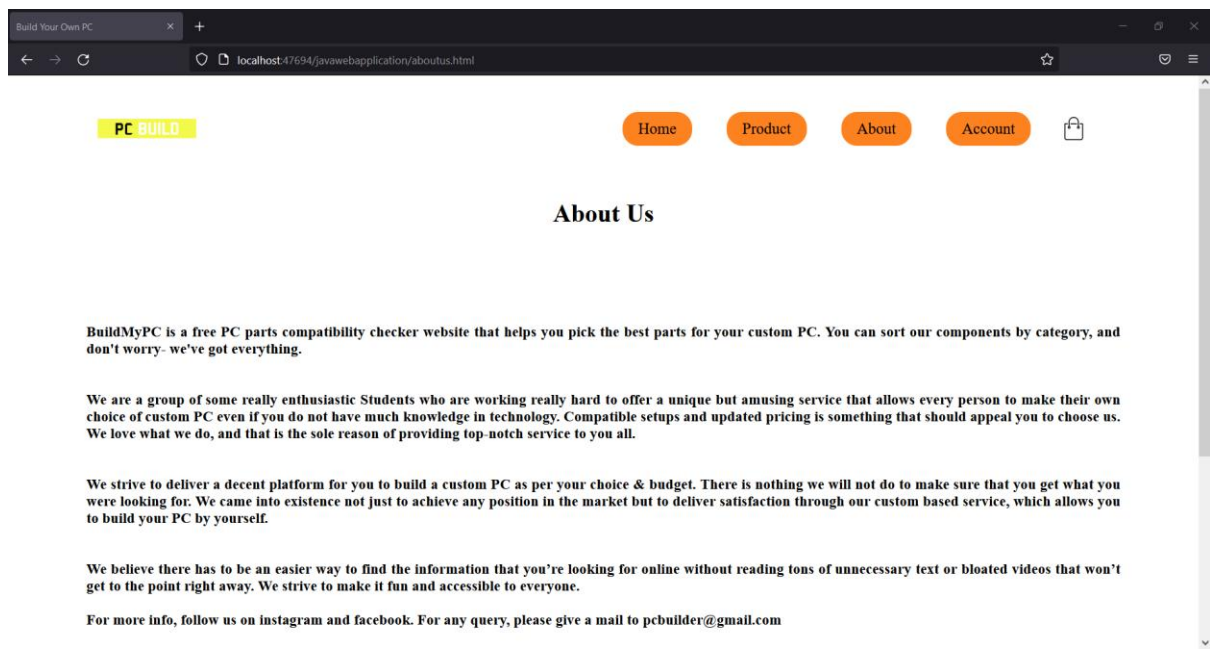 Build Your Own PC
localhost:47694/javawebapplication/aboutus.html
PC BUILD
Home Product About Account
About Us
BuildMyPC is a free PC parts compatibility checker website that helps you pick the best parts for your custom PC. You can sort our components by category, and
don't worry- we've got everything.
We are a group of some really enthusiastic Students who are working really hard to offer a unique but amusing service that allows every person to make their own
choice of custom PC even if you do not have much knowledge in technology. Compatible setups and updated pricing is something that should appeal you to choose us.
We love what we do, and that is the sole reason of providing top-notch service to you all.
We strive to deliver a decent platform for you to build a custom PC as per your choice & budget. There is nothing we will not do to make sure that you get what you
were looking for. We came into existence not just to achieve any position in the market but to deliver satisfaction through our custom based service, which allows you
to build your PC by yourself.
We believe there has to be an easier way to find the information that you’re looking for online without reading tons of unnecessary text or bloated videos that won’t
get to the point right away. We strive to make it fun and accessible to everyone.
For more info, follow us on instagram and facebook. For any query, please give a mail to pcbuilder@gmail.com